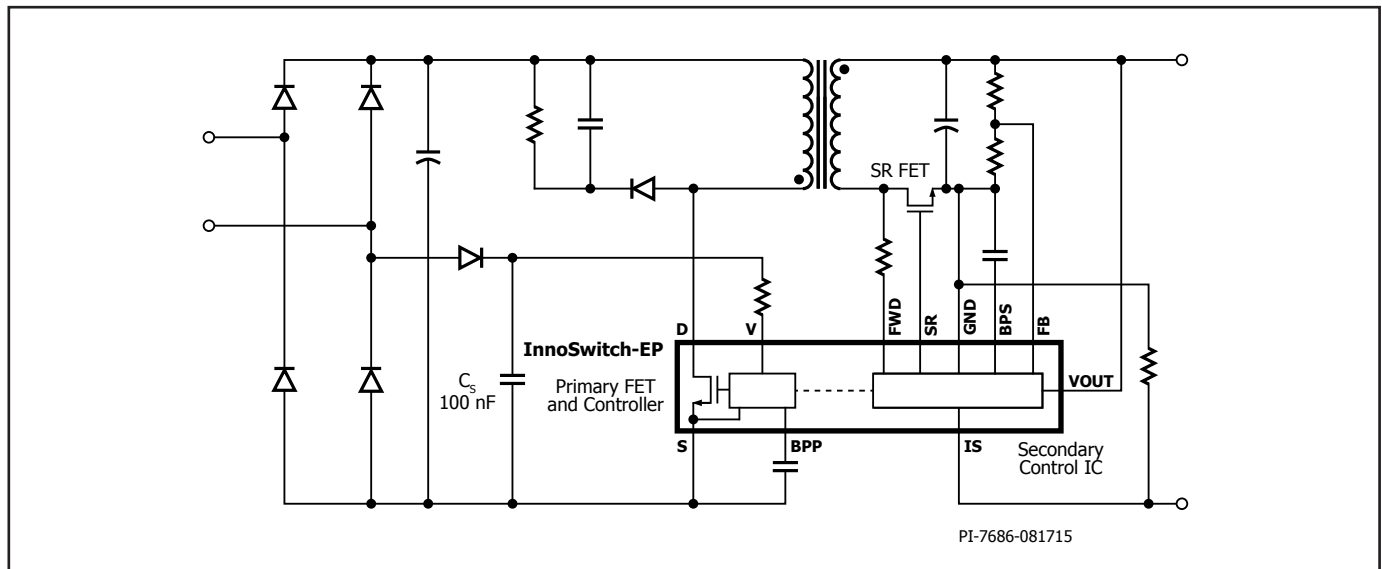 SR FET
FWD
SR
GND
BPS
FB
D
V
InnoSwitch-EP
Primary FET
and Controller
VOUT
C_S
100 nF
S
BPP
IS
Secondary
Control IC
PI-7686-081715